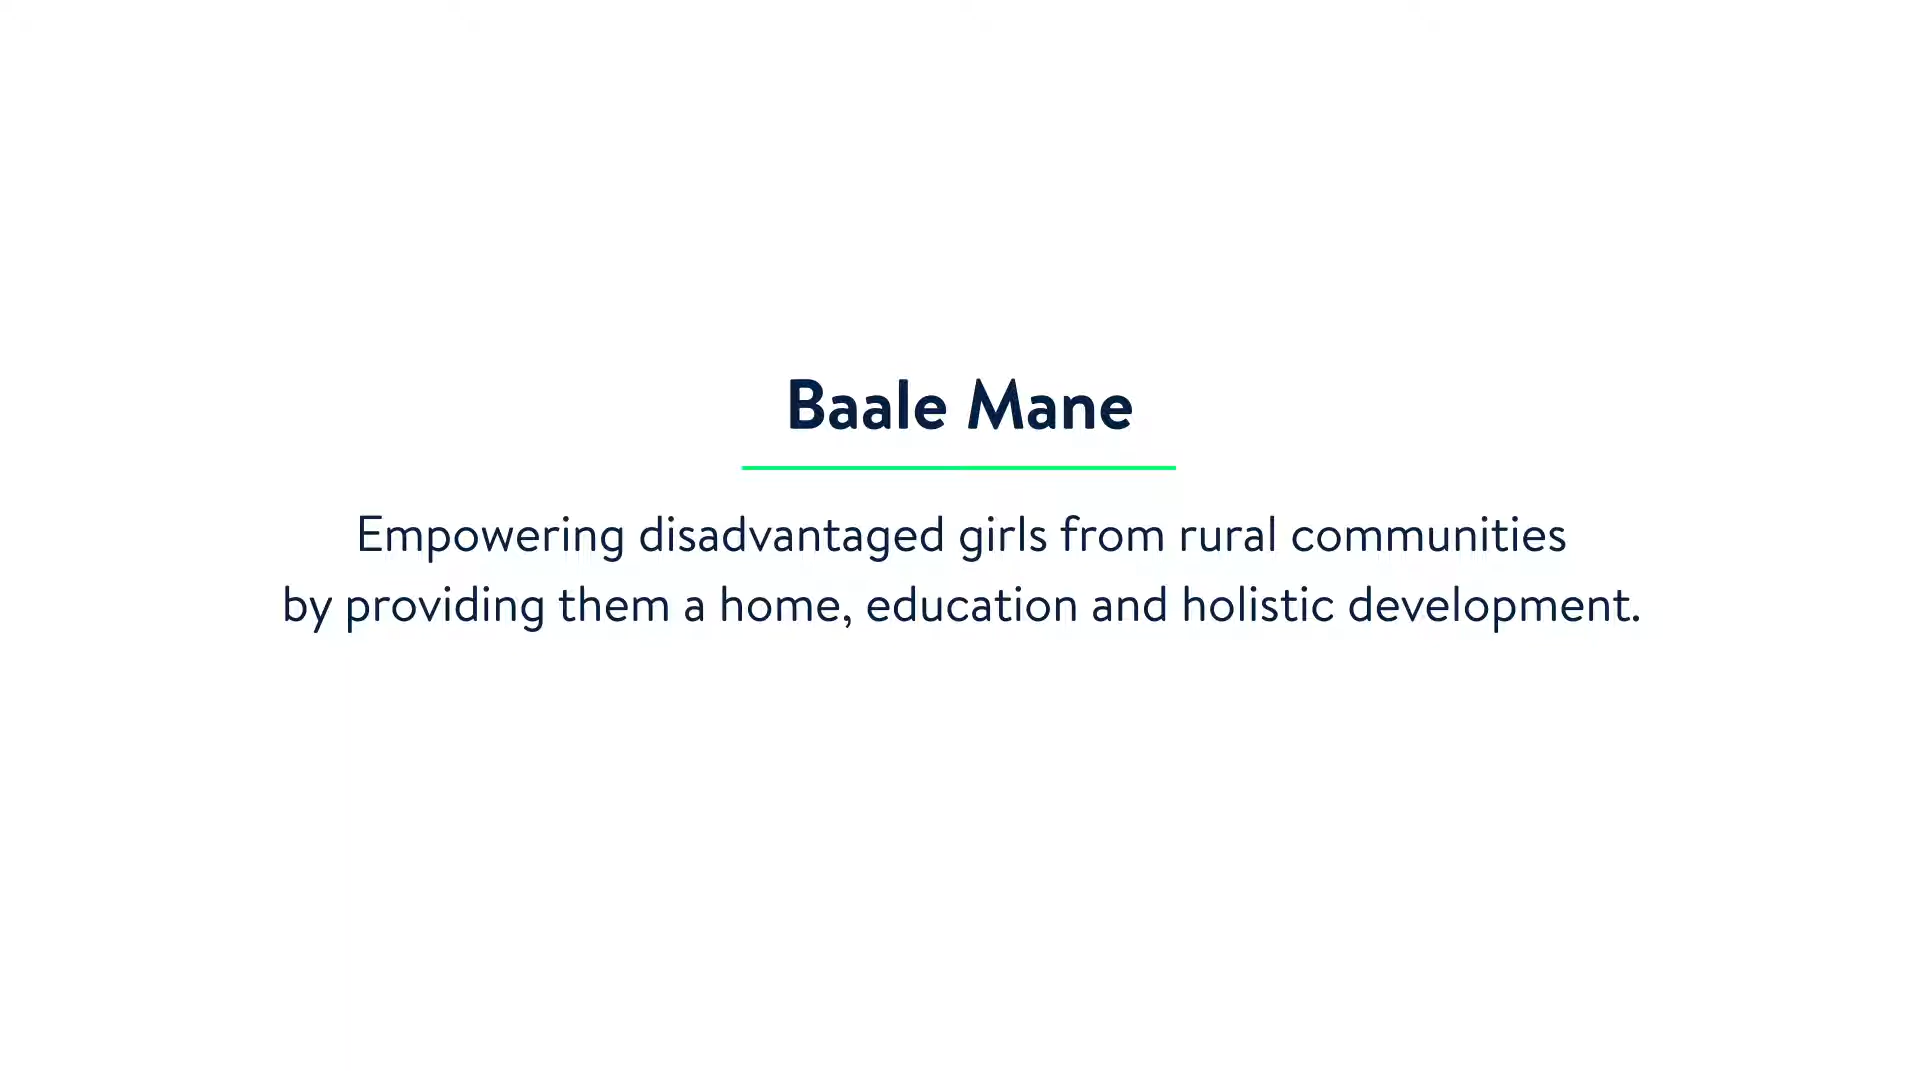 Baale Mane
Empowering disadvantaged girls from rural communities
by providing them a home, education and holistic development.